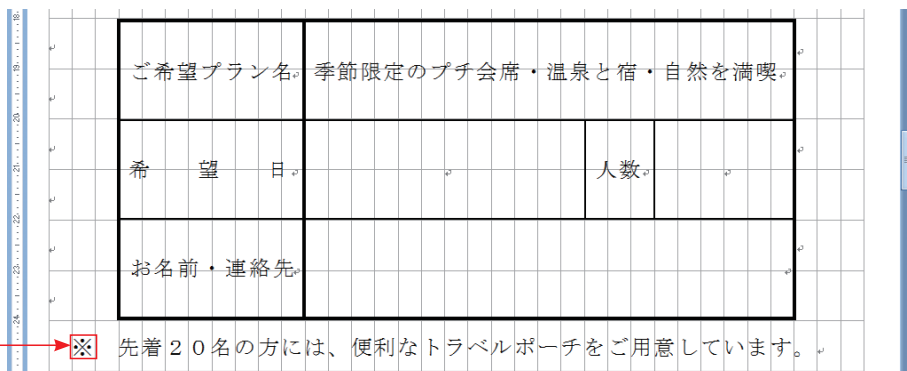 ご希望プラン名 季節限定のプチ会席・温泉と宿・自然を満喫
希 望 日 人数
お名前・連絡先
※ 先着20名の方には、便利なトラベルポーチをご用意しています。